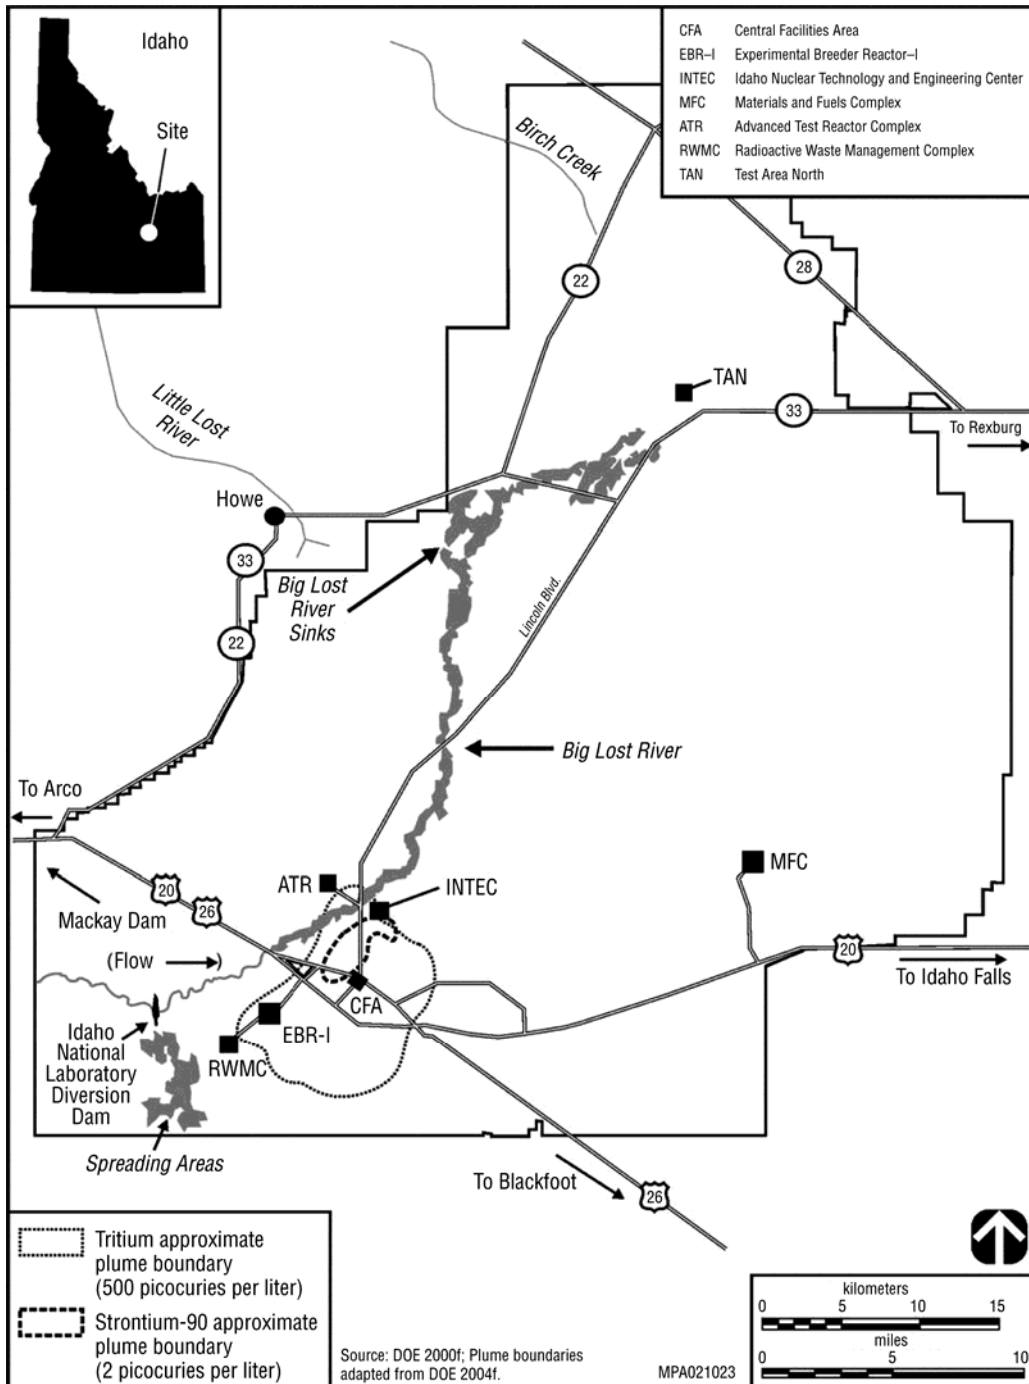 Idaho
Site
CFA Central Facilities Area
EBR–I Experimental Breeder Reactor–I
INTEC Idaho Nuclear Technology and Engineering Center
MFC Materials and Fuels Complex
ATR Advanced Test Reactor Complex
RWMC Radioactive Waste Management Complex
TAN Test Area North
Birch Creek
22
28
Little Lost
River
TAN
33
To Rexburg
Howe
33
Big Lost
River
Sinks
Lincoln Blvd.
22
Big Lost River
To Arco
MFC
ATR
INTEC
20
26
Mackay Dam
(Flow )
20
To Idaho Falls
CFA
EBR-I
RWMC
Idaho
National
Laboratory
Diversion
Dam
Spreading Areas
To Blackfoot
26
Tritium approximate
plume boundary
(500 picocuries per liter)
Strontium-90 approximate
plume boundary
(2 picocuries per liter)
Source: DOE 2000f; Plume boundaries
adapted from DOE 2004f.
MPA021023
kilometers
0 5 10 15
miles
0 5 10